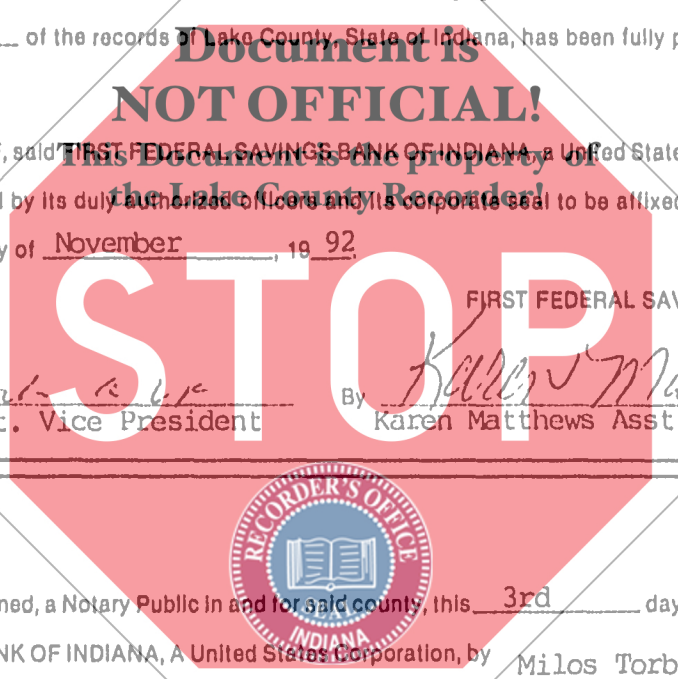 of the records of Lake County, State of Indiana, has been fully p
Document is
NOT OFFICIAL!
, said FIRST FEDERAL SAVINGS BANK OF INDIANA, a United State
This Document is the property of
the Lake County Recorder!
by its duly authorized officers and its corporate seal to be affixed
y of November, 19 92.
STOP
FIRST FEDERAL SAV
By
t. Vice President
Karen Matthews Asst
RECORDER'S OFFICE
SEAL
INDIANA
ned, a Notary Public in and for said county, this 3rd day
NK OF INDIANA, A United States Corporation, by Milos Torb